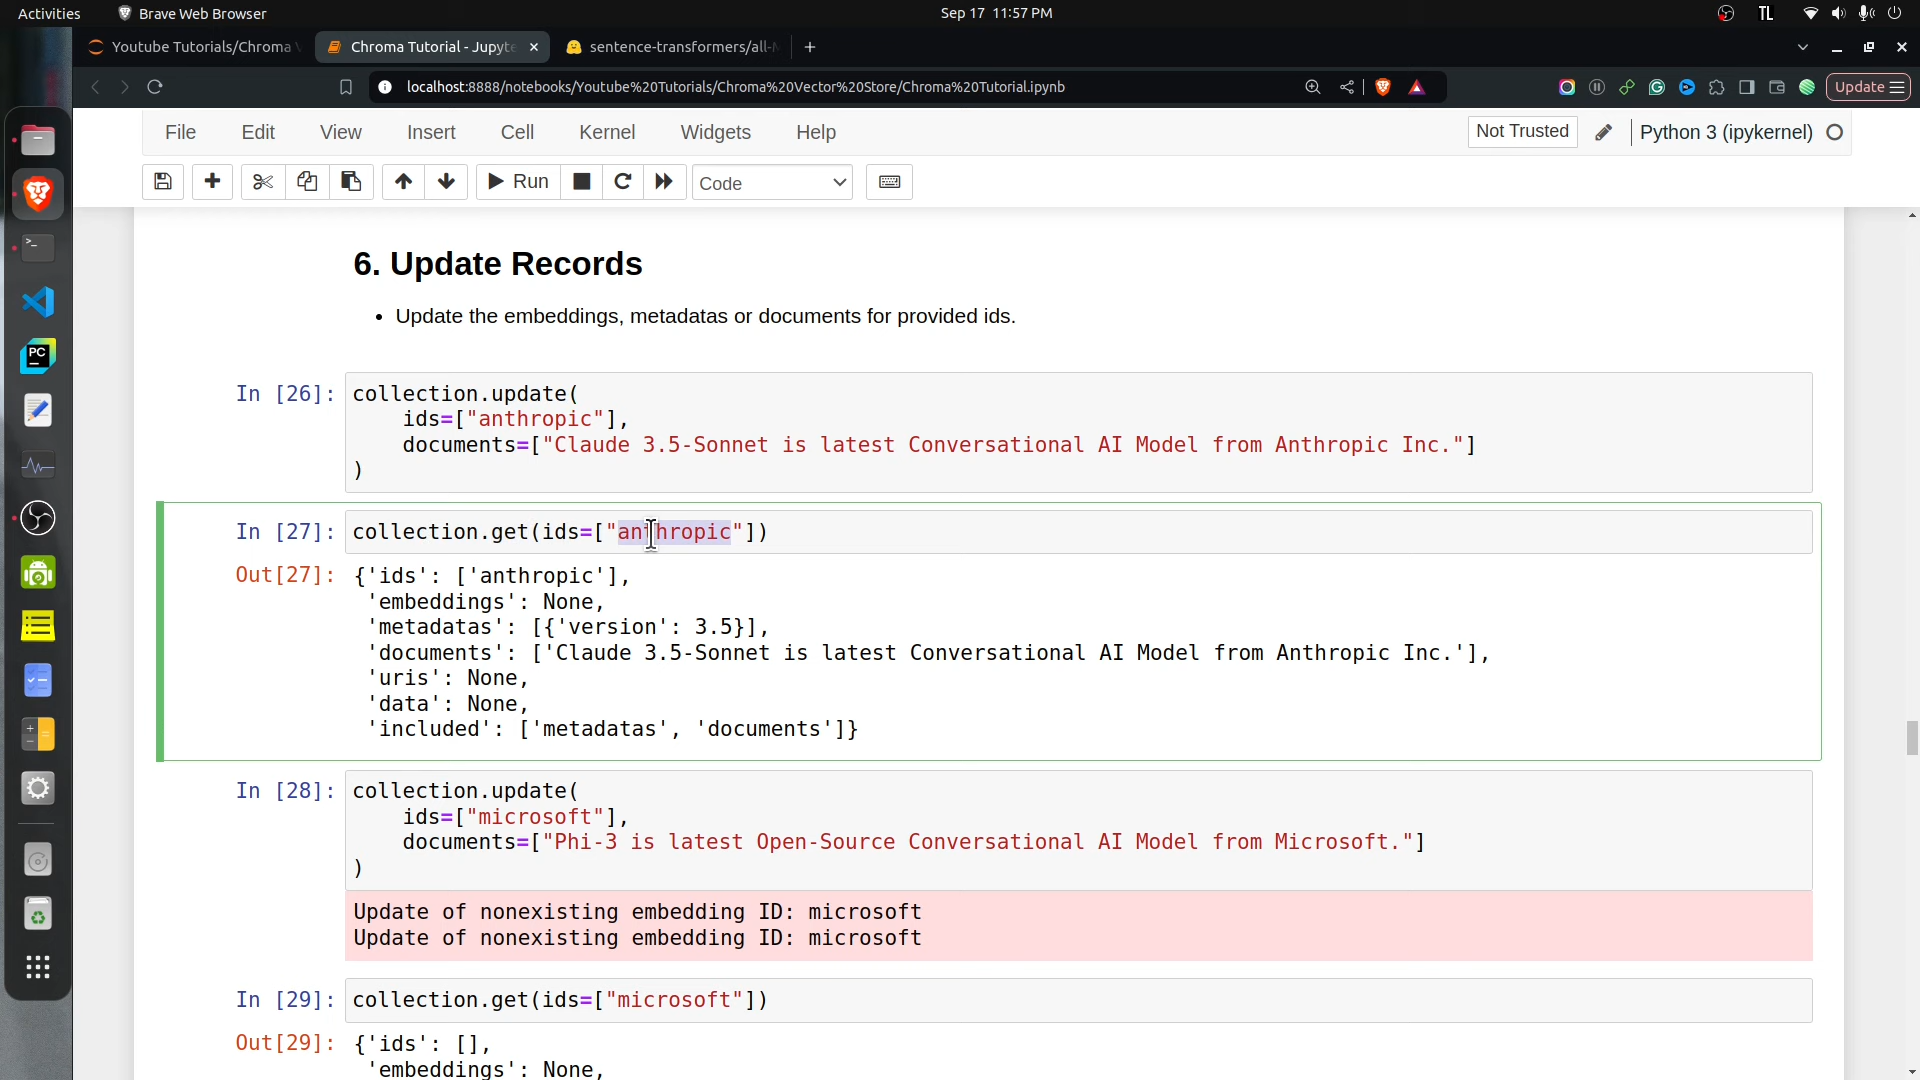 Activities Brave Web Browser Sep 17 11:57 PM TL
Youtube Tutorials/Chroma Chroma Tutorial - Jupyte sentence-transformers/all-
localhost:8888/notebooks/Youtube%20Tutorials/Chroma%20Vector%20Store/Chroma%20Tutorial.ipynb Update
File Edit View Insert Cell Kernel Widgets Help Not Trusted Python 3 (ipykernel)
Run Code
PC
6. Update Records
• Update the embeddings, metadatas or documents for provided ids.
In [26]: collection.update(
ids=["anthropic"],
documents=["Claude 3.5-Sonnet is latest Conversational AI Model from Anthropic Inc."]
)
In [27]: collection.get(ids=["anthropic"])
Out[27]: {'ids': ['anthropic'],
'embeddings': None,
'metadatas': [{'version': 3.5}],
'documents': ['Claude 3.5-Sonnet is latest Conversational AI Model from Anthropic Inc.'],
'uris': None,
'data': None,
'included': ['metadatas', 'documents']}
In [28]: collection.update(
ids=["microsoft"],
documents=["Phi-3 is latest Open-Source Conversational AI Model from Microsoft."]
)
Update of nonexisting embedding ID: microsoft
Update of nonexisting embedding ID: microsoft
In [29]: collection.get(ids=["microsoft"])
Out[29]: {'ids': [],
'embeddings': None,